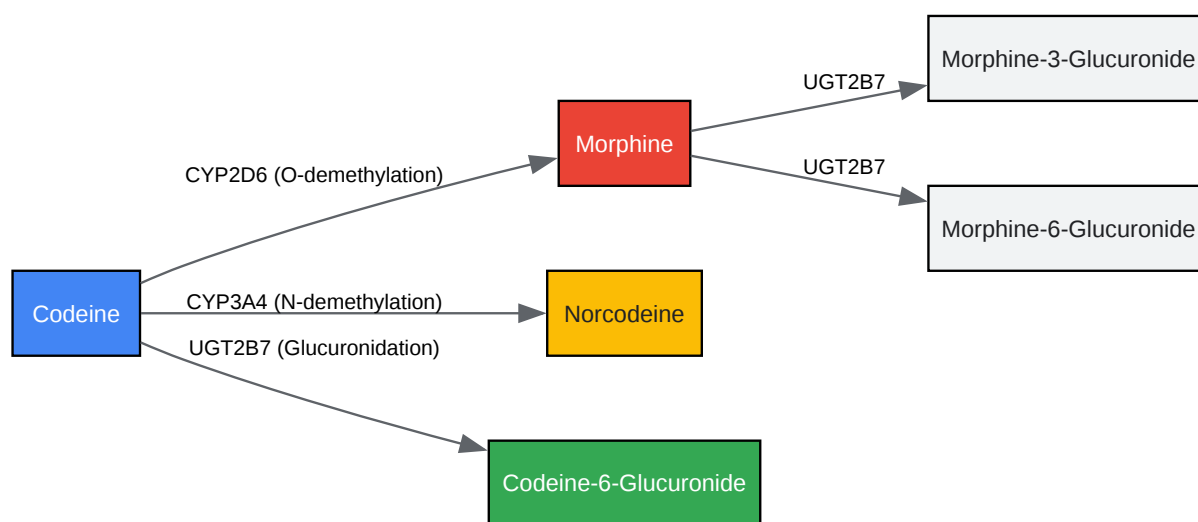 Morphine-3-Glucuronide
UGT2B7
Morphine
CYP2D6 (O-demethylation)
UGT2B7
Morphine-6-Glucuronide
Codeine
CYP3A4 (N-demethylation)
Norcodeine
UGT2B7 (Glucuronidation)
Codeine-6-Glucuronide